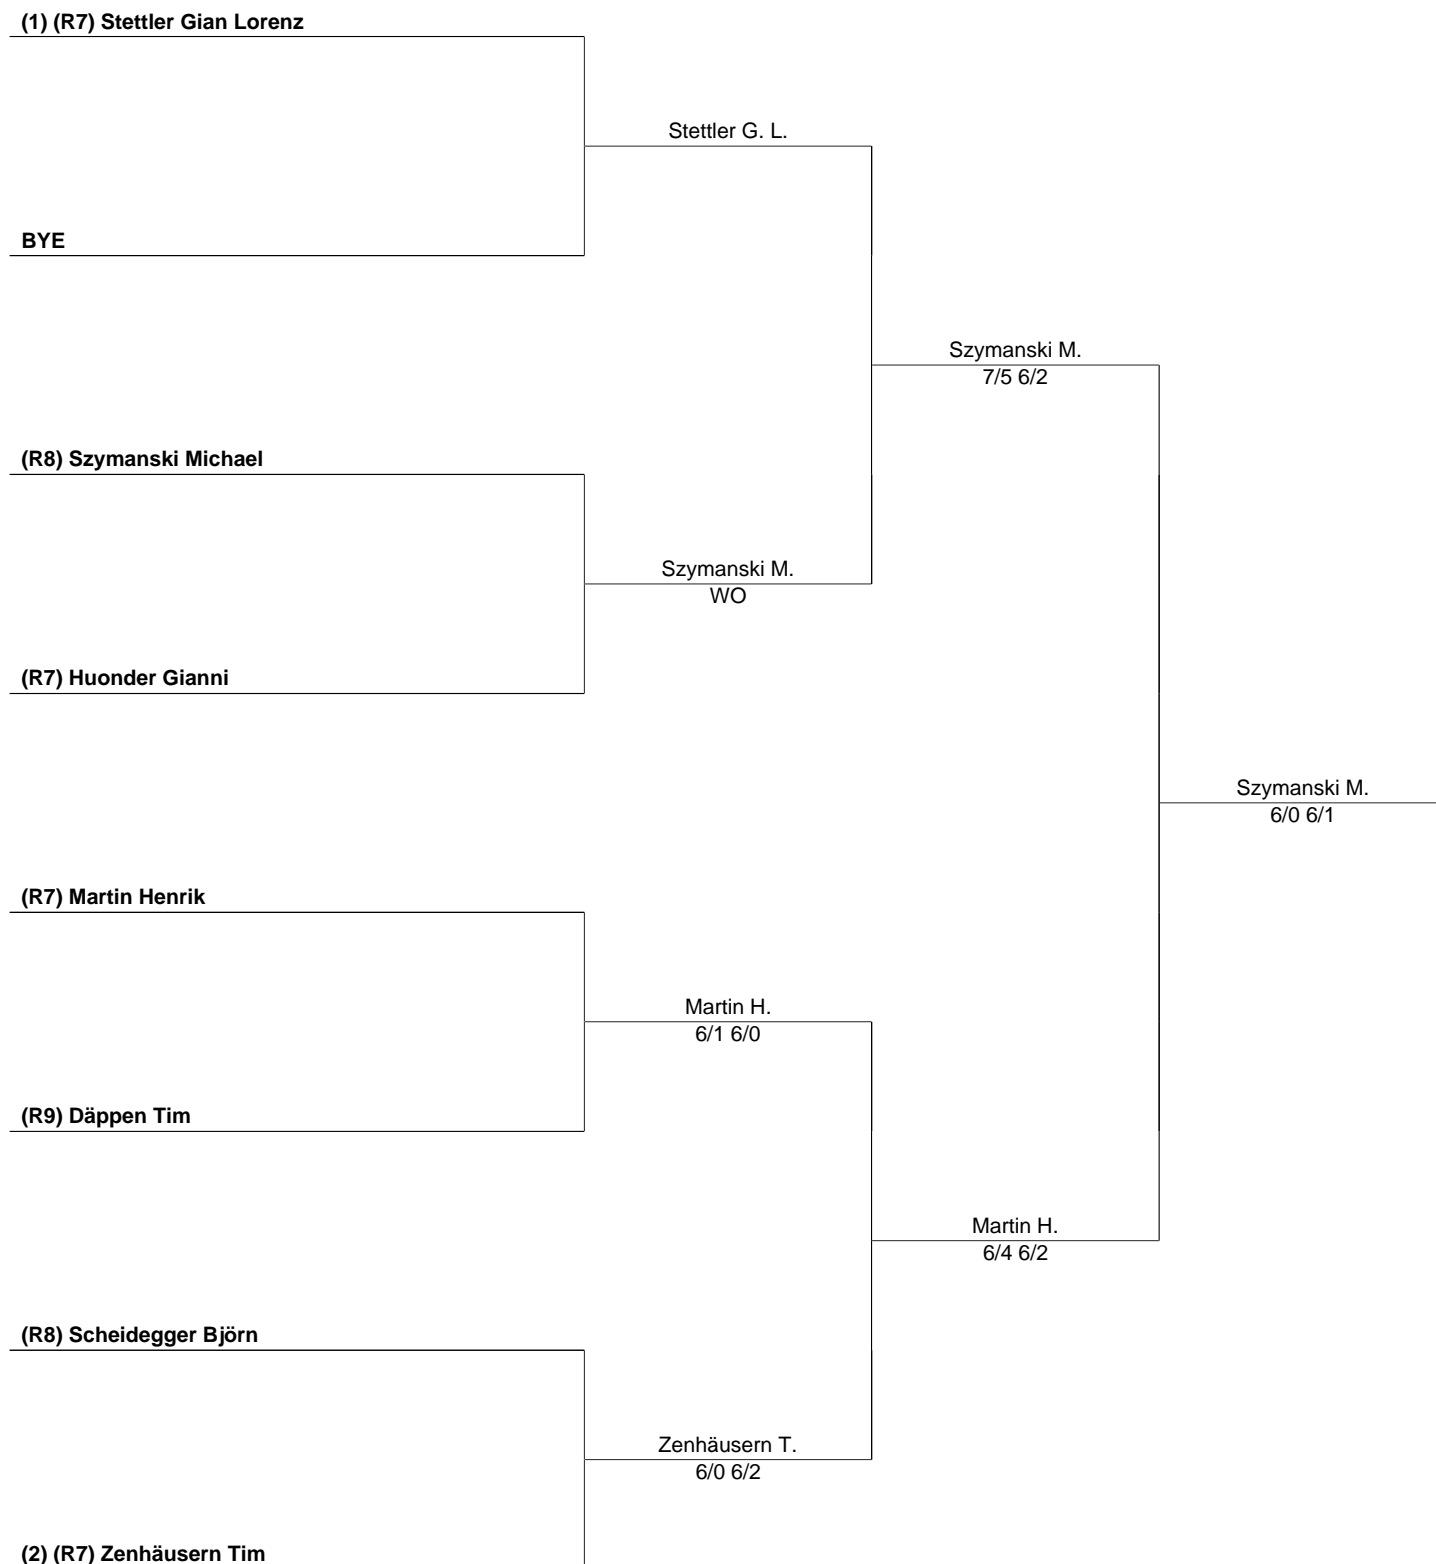 (1) (R7) Stettler Gian Lorenz
Stettler G. L.
BYE
Szymanski M.
7/5 6/2
(R8) Szymanski Michael
Szymanski M.
WO
(R7) Huonder Gianni
Szymanski M.
6/0 6/1
(R7) Martin Henrik
Martin H.
6/1 6/0
(R9) Däppen Tim
Martin H.
6/4 6/2
(R8) Scheidegger Björn
Zenhäusern T.
6/0 6/2
(2) (R7) Zenhäusern Tim